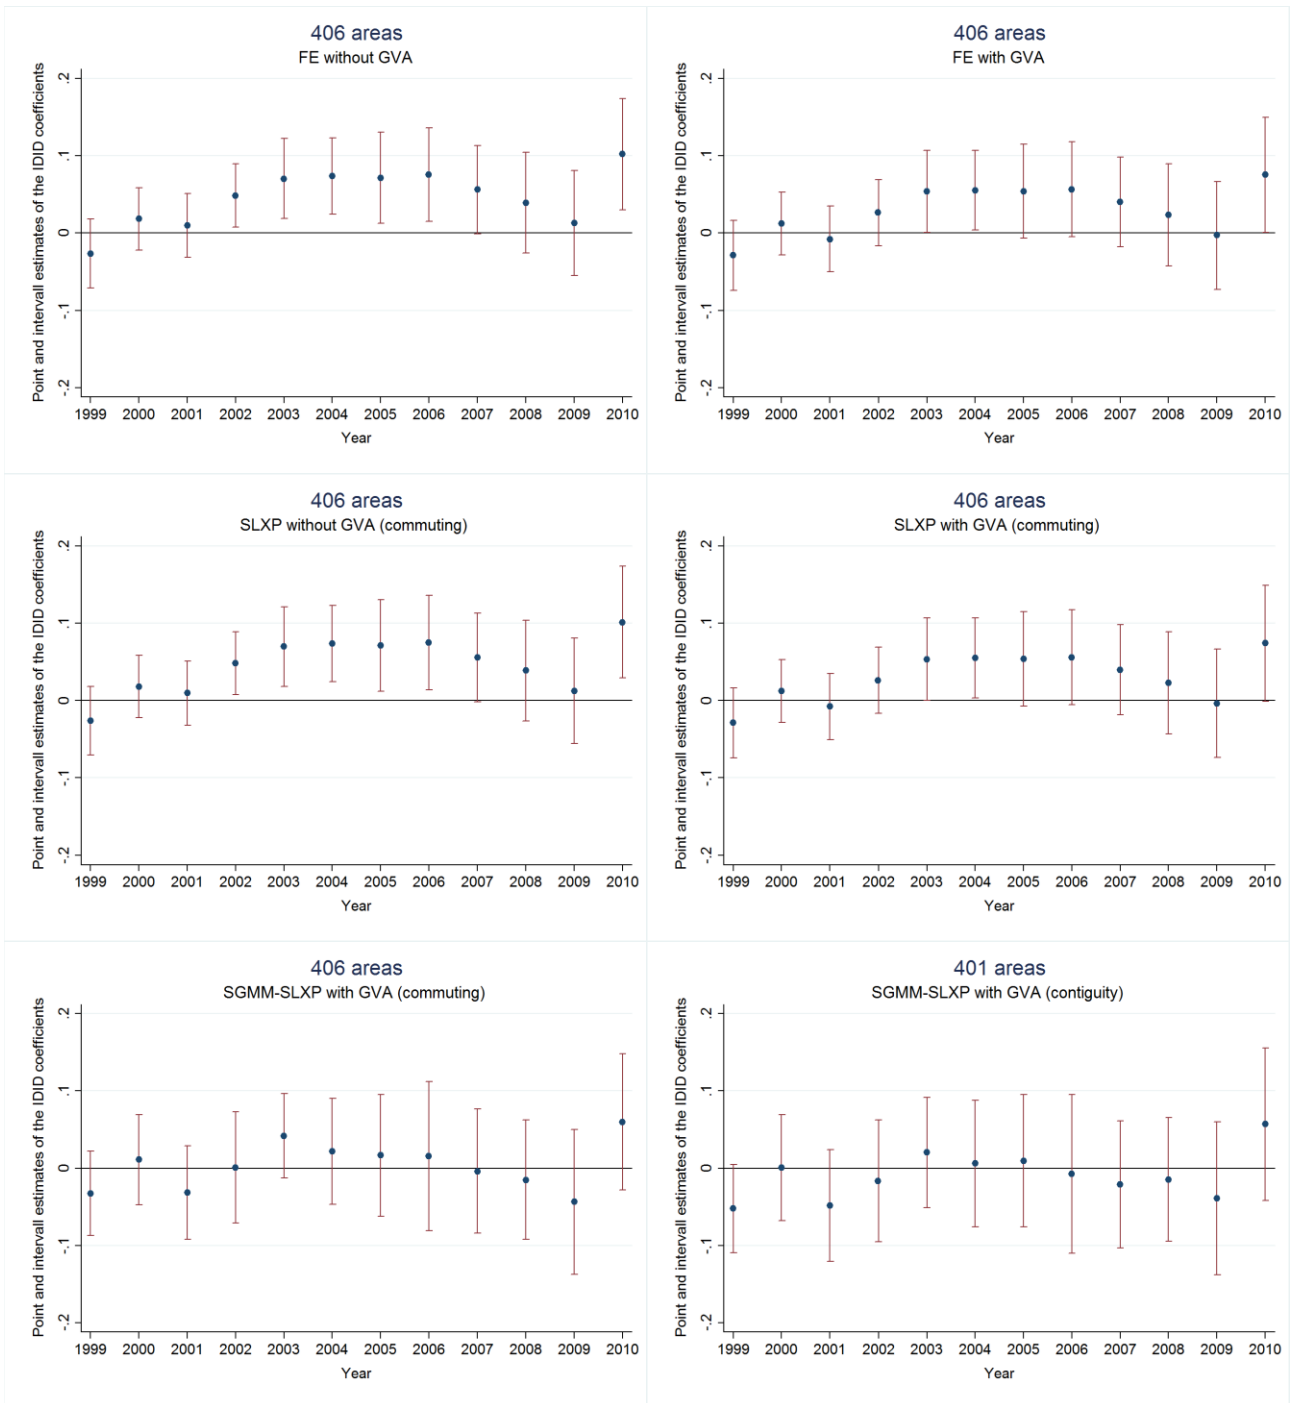 406 areas
FE without GVA
Point and intervall estimates of the IDID coefficients
.2
.1
0
-.1
-.2
1999 2000 2001 2002 2003 2004 2005 2006 2007 2008 2009 2010
Year
406 areas
FE with GVA
Point and intervall estimates of the IDID coefficients
.2
.1
0
-.1
-.2
1999 2000 2001 2002 2003 2004 2005 2006 2007 2008 2009 2010
Year
406 areas
SLXP without GVA (commuting)
Point and intervall estimates of the IDID coefficients
.2
.1
0
-.1
-.2
1999 2000 2001 2002 2003 2004 2005 2006 2007 2008 2009 2010
Year
406 areas
SLXP with GVA (commuting)
Point and intervall estimates of the IDID coefficients
.2
.1
0
-.1
-.2
1999 2000 2001 2002 2003 2004 2005 2006 2007 2008 2009 2010
Year
406 areas
SGMM-SLXP with GVA (commuting)
Point and intervall estimates of the IDID coefficients
.2
.1
0
-.1
-.2
1999 2000 2001 2002 2003 2004 2005 2006 2007 2008 2009 2010
Year
401 areas
SGMM-SLXP with GVA (contiguity)
Point and intervall estimates of the IDID coefficients
.2
.1
0
-.1
-.2
1999 2000 2001 2002 2003 2004 2005 2006 2007 2008 2009 2010
Year